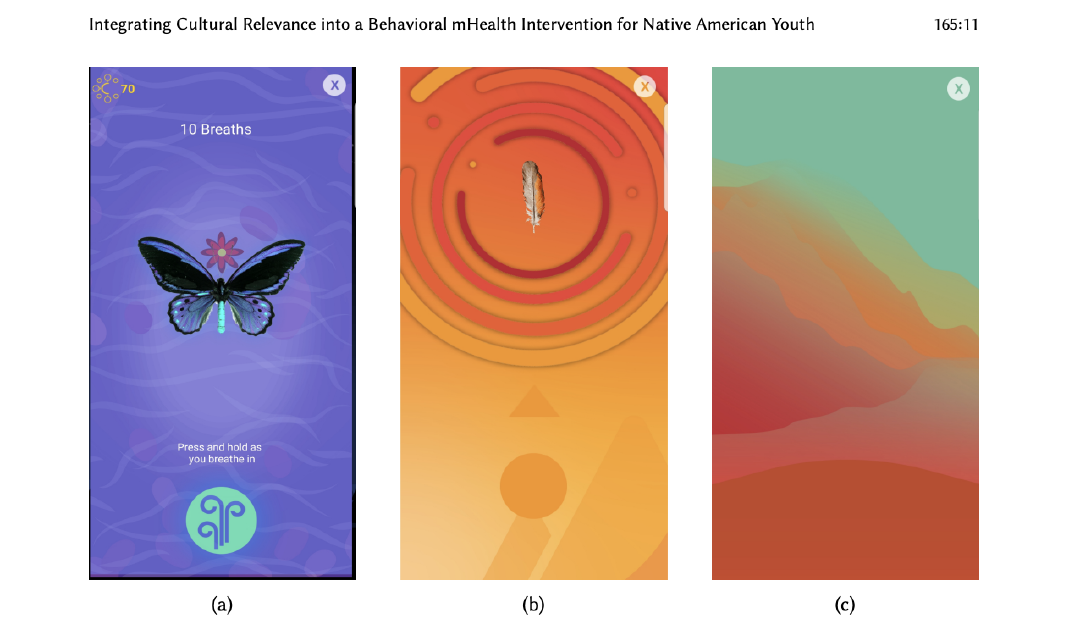 Integrating Cultural Relevance into a Behavioral mHealth Intervention for Native American Youth 165:11
70 X X X
10 Breaths
Press and hold as
you breathe in
(a) (b) (c)